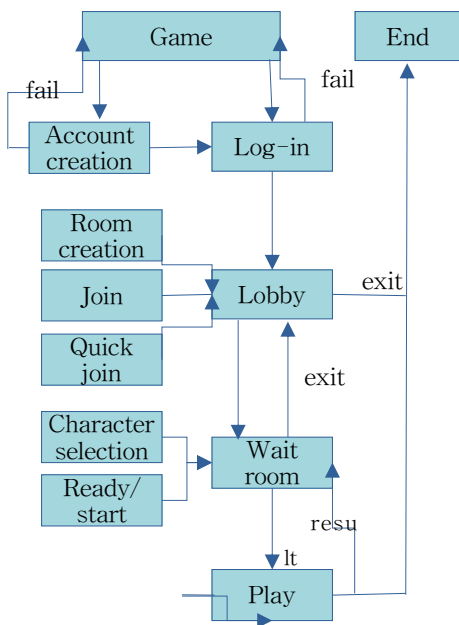 Game
End
fail
fail
Account
creation
Log-in
Room
creation
Join
Lobby
exit
Quick
join
exit
Character
selection
Wait
room
Ready/
start
resu
lt
Play